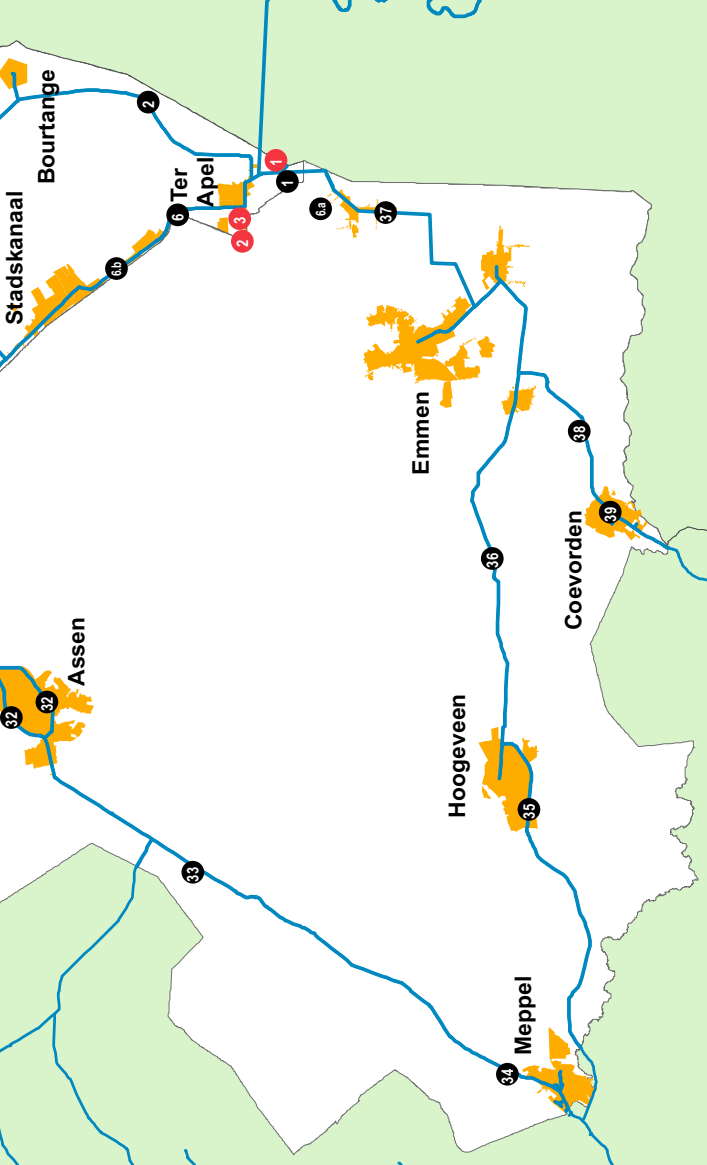 Stadskanaal
Bourtange
6.b
2
6
Ter
Apel
1
1
3
2
6.a
37
Emmen
38
36
39
Coevorden
Assen
32
32
33
Hoogeveen
35
Meppel
34